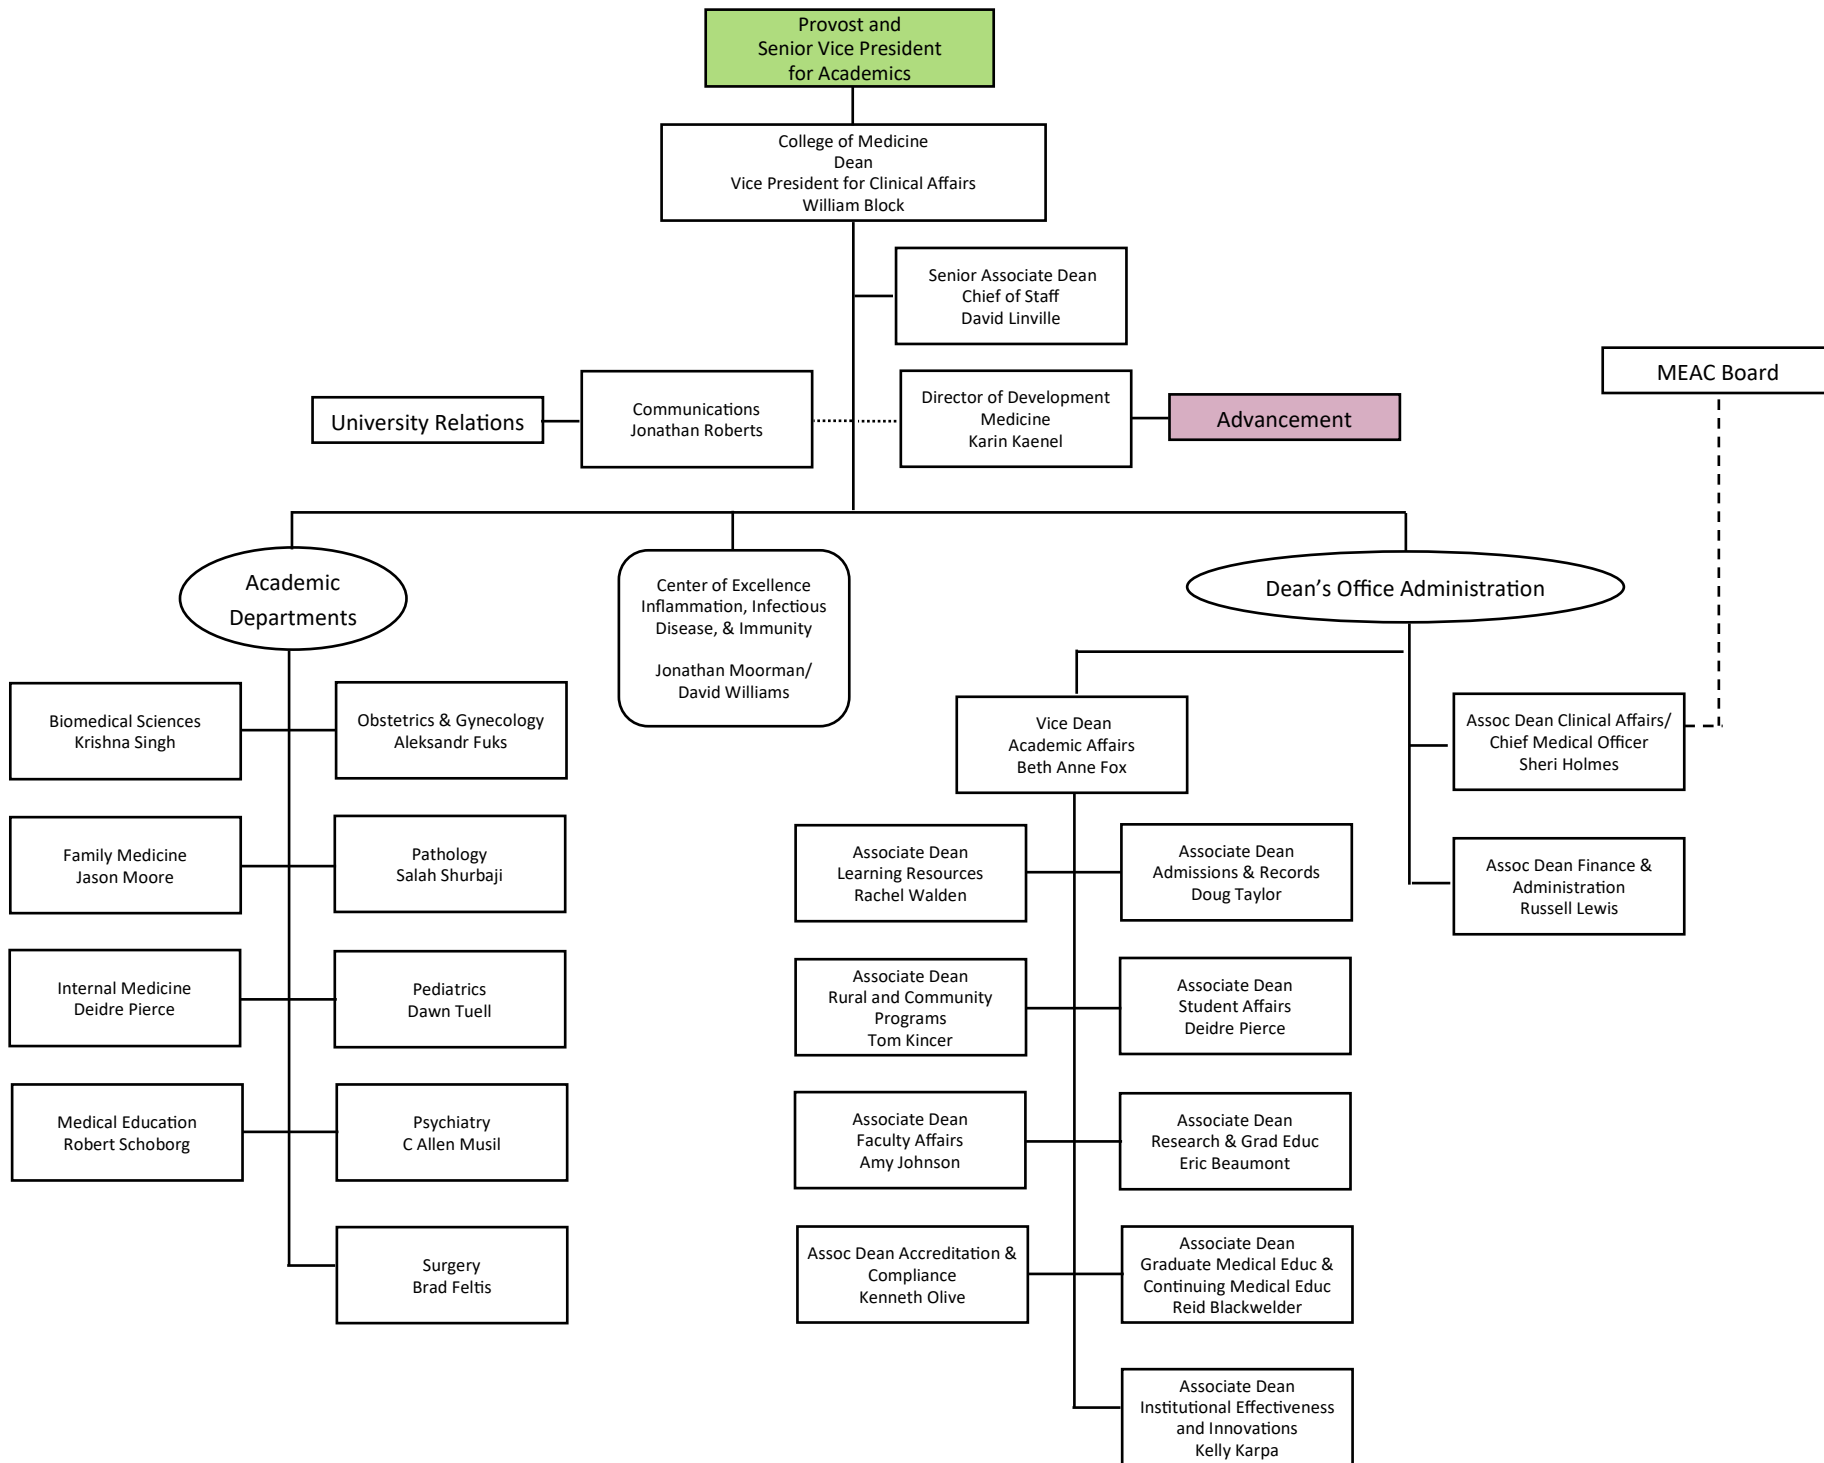 Provost and
Senior Vice President
for Academics
College of Medicine
Dean
Vice President for Clinical Affairs
William Block
Senior Associate Dean
Chief of Staff
David Linville
MEAC Board
University Relations
Communications
Jonathan Roberts
Director of Development
Medicine
Karin Kaenel
Advancement
Academic
Departments
Center of Excellence
Inflammation, Infectious
Disease, & Immunity
Jonathan Moorman/
David Williams
Dean's Office Administration
Biomedical Sciences
Krishna Singh
Obstetrics & Gynecology
Aleksandr Fuks
Family Medicine
Jason Moore
Pathology
Salah Shurbaji
Internal Medicine
Deidre Pierce
Pediatrics
Dawn Tuell
Medical Education
Robert Schoborg
Psychiatry
C Allen Musil
Surgery
Brad Feltis
Vice Dean
Academic Affairs
Beth Anne Fox
Assoc Dean Clinical Affairs/
Chief Medical Officer
Sheri Holmes
Associate Dean
Learning Resources
Rachel Walden
Associate Dean
Admissions & Records
Doug Taylor
Assoc Dean Finance &
Administration
Russell Lewis
Associate Dean
Rural and Community
Programs
Tom Kincer
Associate Dean
Student Affairs
Deidre Pierce
Associate Dean
Faculty Affairs
Amy Johnson
Associate Dean
Research & Grad Educ
Eric Beaumont
Assoc Dean Accreditation &
Compliance
Kenneth Olive
Associate Dean
Graduate Medical Educ &
Continuing Medical Educ
Reid Blackwelder
Associate Dean
Institutional Effectiveness
and Innovations
Kelly Karpa